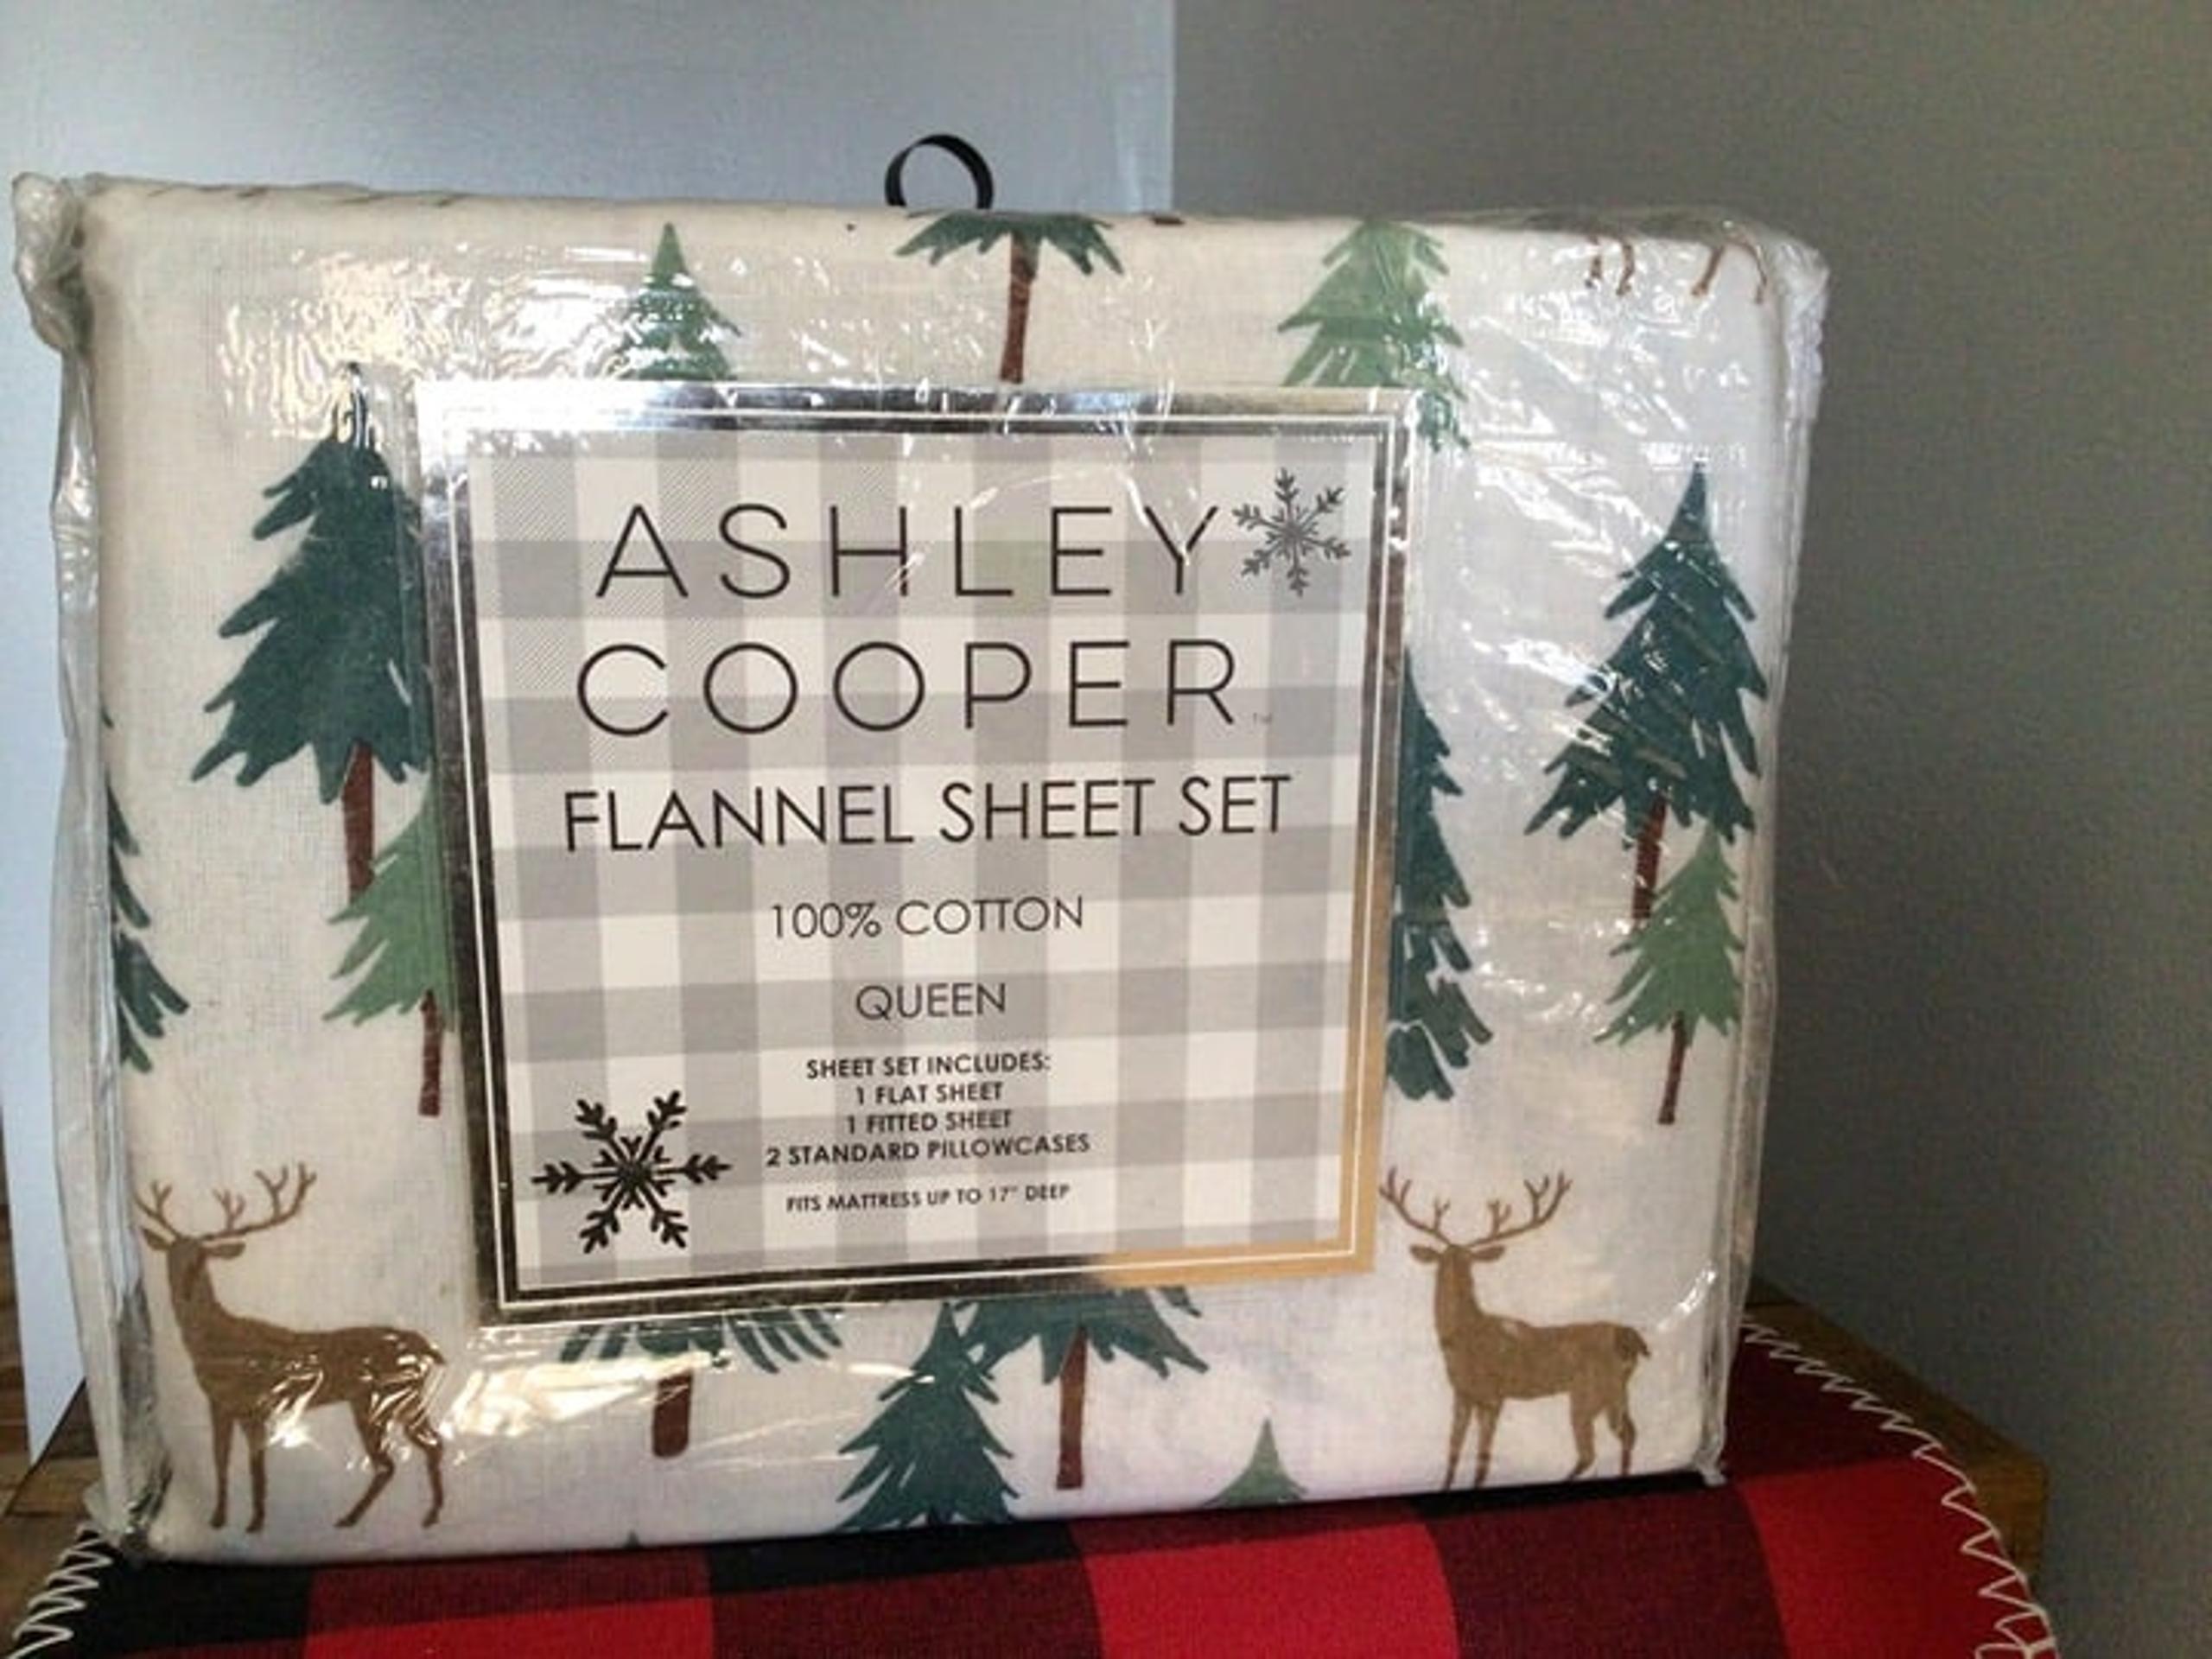 ASHLEY
COOPER™
FLANNEL SHEET SET
100% COTTON
QUEEN
SHEET SET INCLUDES:
1 FLAT SHEET
1 FITTED SHEET
2 STANDARD PILLOWCASES
FITS MATTRESS UP TO 17" DEEP